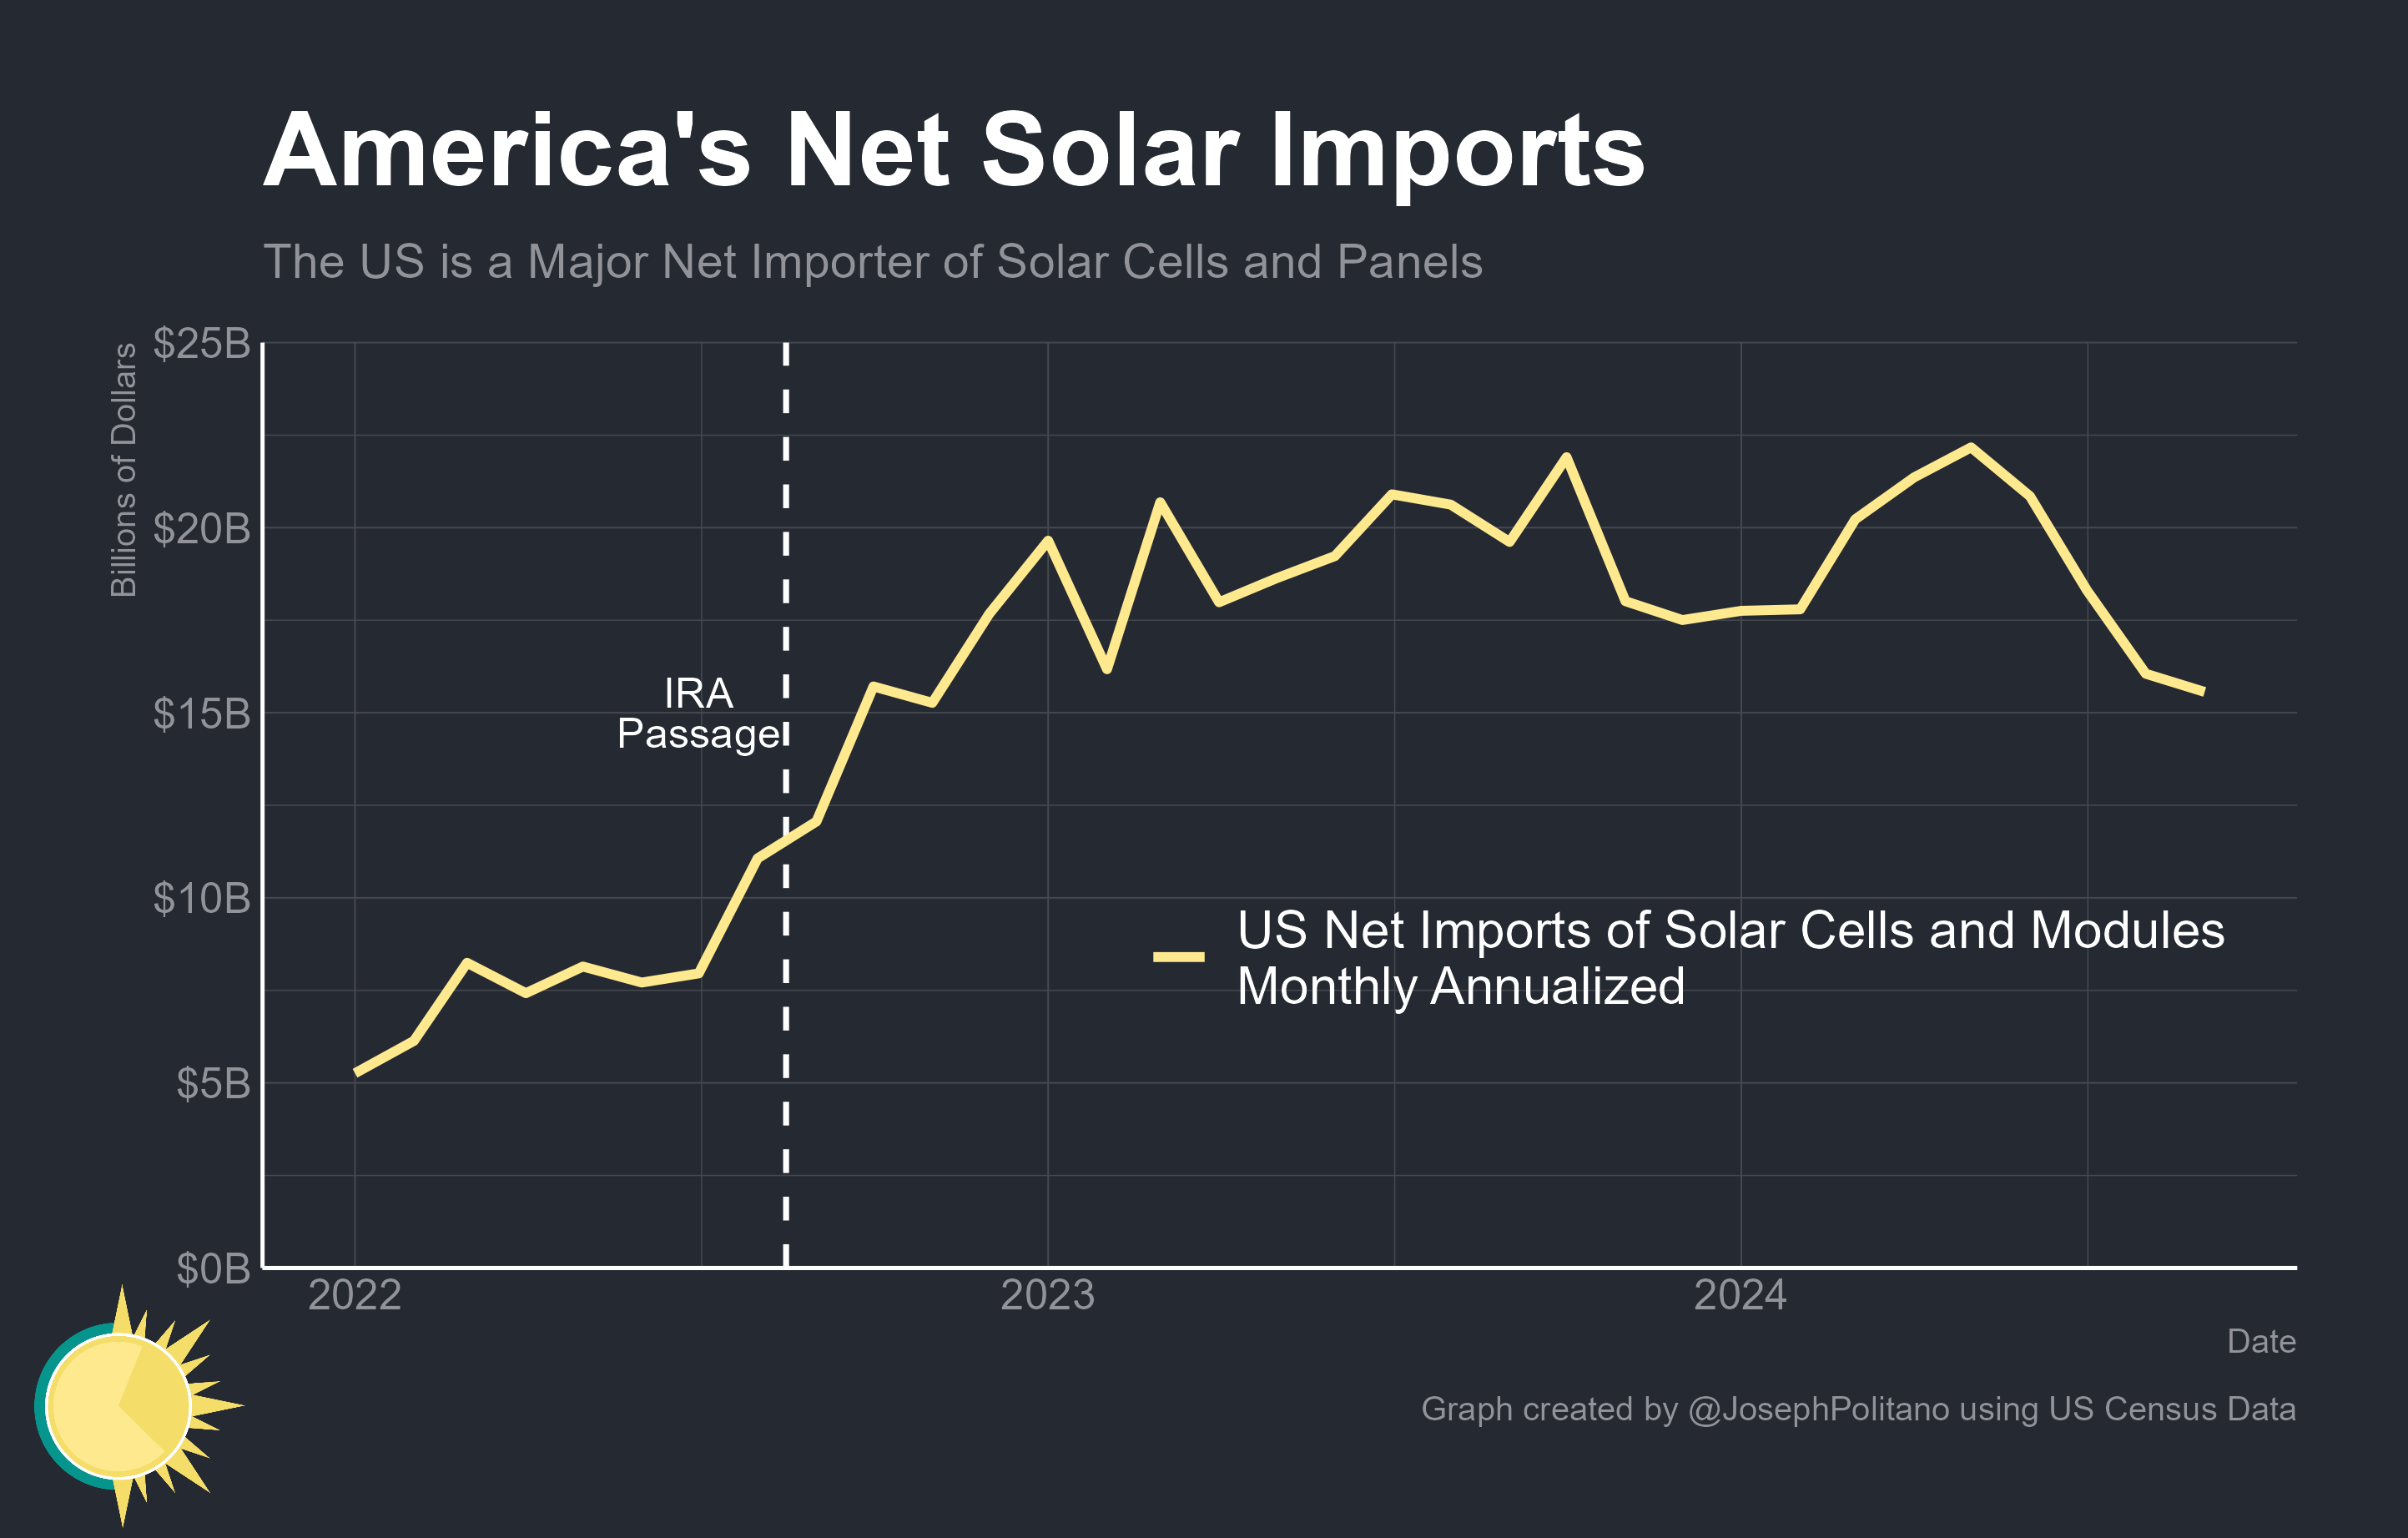 America's Net Solar Imports
The US is a Major Net Importer of Solar Cells and Panels
Billions of Dollars
$25B
$20B
$15B
$10B
$5B
$0B
IRA
Passage
US Net Imports of Solar Cells and Modules
Monthly Annualized
2022
2023
2024
Date
Graph created by @JosephPolitano using US Census Data